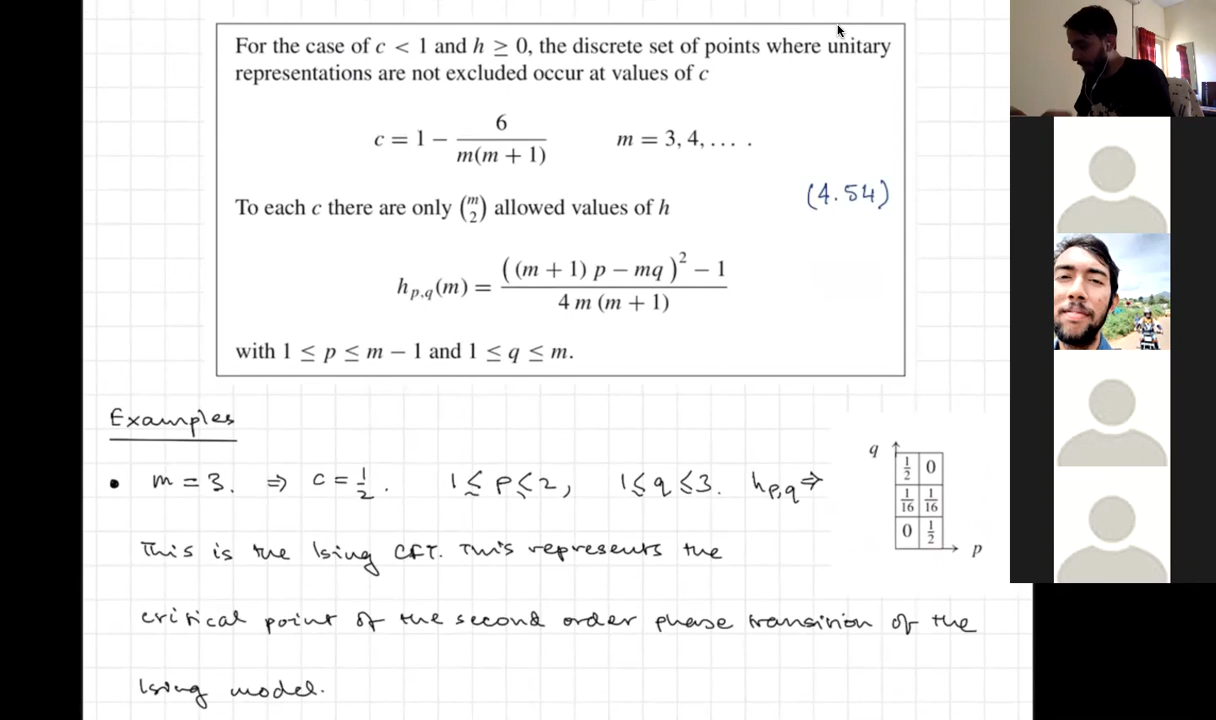 For the case of c < 1 and h ≥ 0, the discrete set of points where unitary
representations are not excluded occur at values of c
c = 1 − 6/(m(m + 1))     m = 3, 4, ... .
(4.54)
To each c there are only (m 2) allowed values of h
h_{p,q}(m) = (((m + 1) p − mq)² − 1)/(4 m (m + 1))
with 1 ≤ p ≤ m − 1 and 1 ≤ q ≤ m.
Examples
• m = 3. ⇒ c = 1/2. 1 ≤ p ≤ 2, 1 ≤ q ≤ 3. h_{p,q} ⇒
q
1/2 0
1/16 1/16
0 1/2
p
This is the Ising CFT. This represents the
critical point of the second order phase transition of the
Ising model.